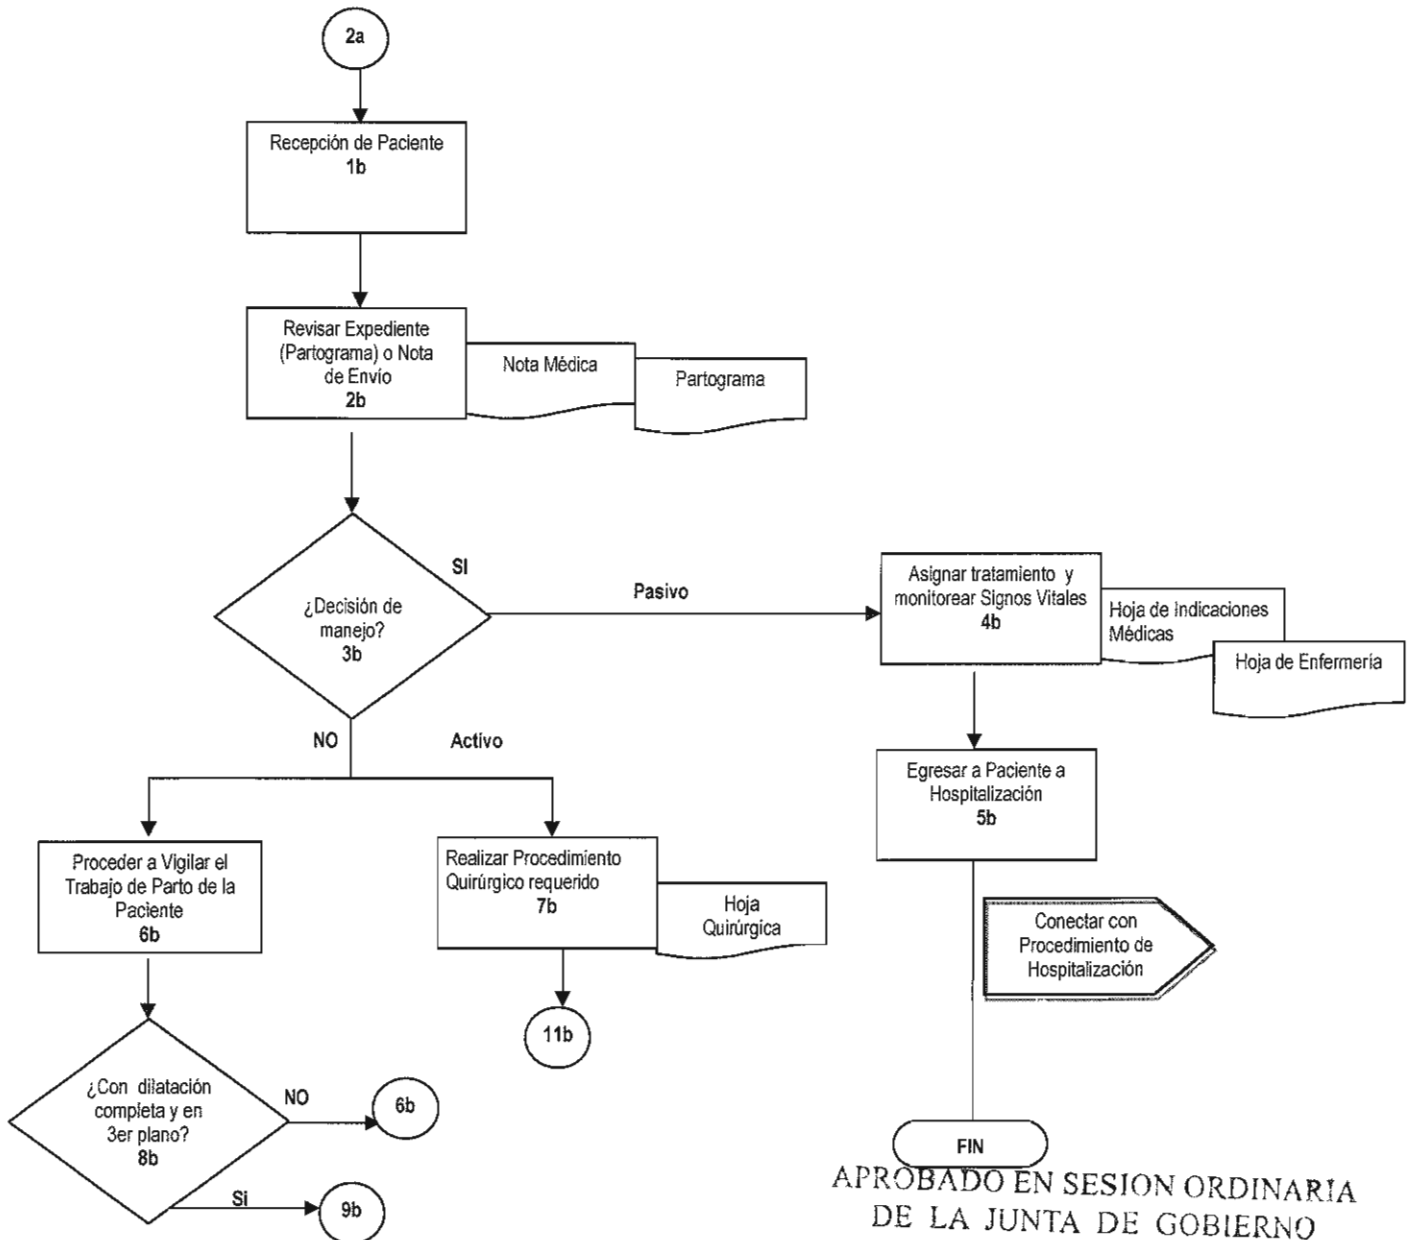 2a
Recepción de Paciente
1b
Revisar Expediente
(Partograma) o Nota
de Envío
2b
Nota Médica
Partograma
¿Decisión de
manejo?
3b
SI
Pasivo
Asignar tratamiento y
monitorear Signos Vitales
4b
Hoja de Indicaciones
Médicas
Hoja de Enfermería
NO
Activo
Egresar a Paciente a
Hospitalización
5b
Proceder a Vigilar el
Trabajo de Parto de la
Paciente
6b
Realizar Procedimiento
Quirúrgico requerido
7b
Hoja
Quirúrgica
Conectar con
Procedimiento de
Hospitalización
11b
¿Con dilatación
completa y en
3er plano?
8b
NO
6b
Si
9b
FIN
APROBADO EN SESION ORDINARIA
DE LA JUNTA DE GOBIERNO